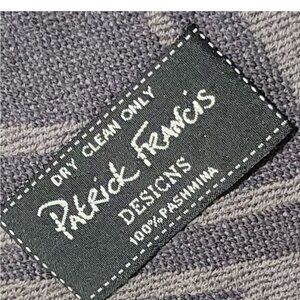 DRY CLEAN ONLY
PATRICK FRANCIS
DESIGNS
100% PASHMINA